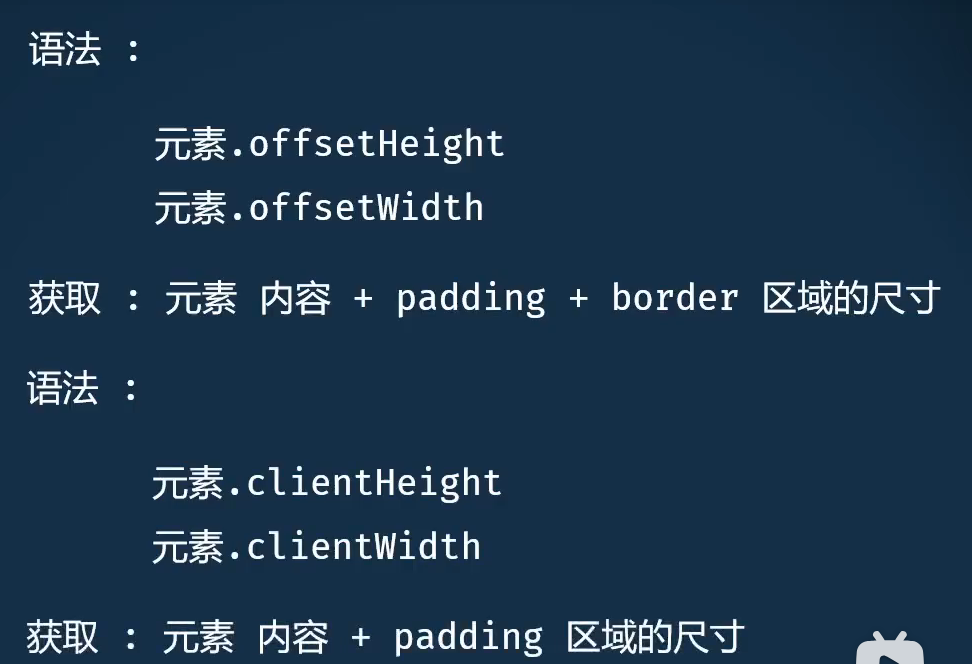 语法 :
元素.offsetHeight
元素.offsetWidth
获取 : 元素 内容 + padding + border 区域的尺寸
语法 :
元素.clientHeight
元素.clientWidth
获取 : 元素 内容 + padding 区域的尺寸